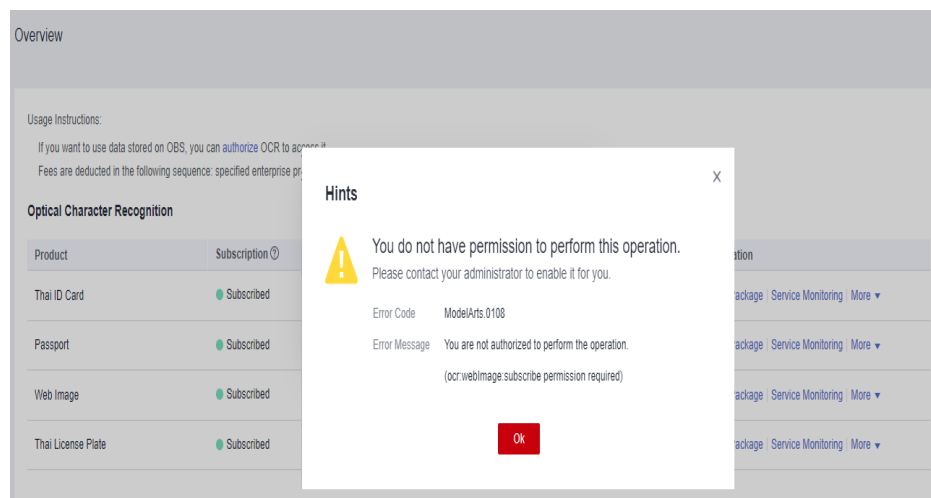 Overview
Usage Instructions:
If you want to use data stored on OBS, you can authorize OCR to access it
Fees are deducted in the following sequence: specified enterprise pr
Optical Character Recognition
Product Subscription ? ation
Thai ID Card Subscribed ackage | Service Monitoring | More ▼
Passport Subscribed ackage | Service Monitoring | More ▼
Web Image Subscribed ackage | Service Monitoring | More ▼
Thai License Plate Subscribed ackage | Service Monitoring | More ▼
X
Hints
You do not have permission to perform this operation.
Please contact your administrator to enable it for you.
Error Code ModelArts.0108
Error Message You are not authorized to perform the operation.
(ocr:webImage:subscribe permission required)
Ok